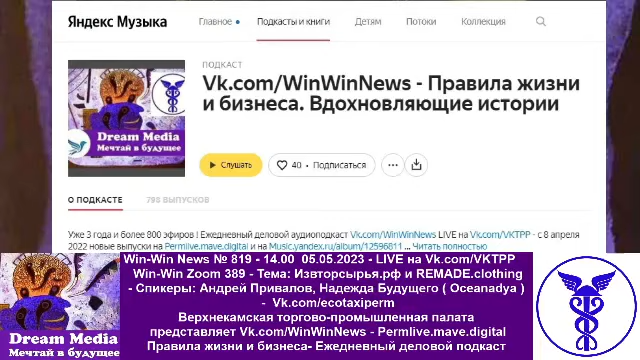 Яндекс Музыка
Главное
Подкасты и книги
Детям
Потоки
Коллекция
ПОДКАСТ
Vk.com/WinWinNews - Правила жизни
и бизнеса. Вдохновляющие истории
Dream Media
Мечтай в будущее
Слушать
40 • Подписаться
О ПОДКАСТЕ
798 ВЫПУСКОВ
Уже 3 года и более 800 эфиров ! Ежедневный деловой аудиоподкаст Vk.com/WinWinNews LIVE на Vk.com/VKTPP - с 8 апреля
2022 новые выпуски на Permlive.mave.digital и на Music.yandex.ru/album/12596811 ... Читать полностью
Win-Win News № 819 - 14.00 05.05.2023 - LIVE на Vk.com/VKTPP
Win-Win Zoom 389 - Тема: Извторсырья.рф и REMADE.clothing
- Спикеры: Андрей Привалов, Надежда Будущего ( Oceanadya )
- Vk.com/ecotaxiperm
Верхнекамская торгово-промышленная палата
представляет Vk.com/WinWinNews - Permlive.mave.digital
Правила жизни и бизнеса- Ежедневный деловой подкаст
Dream Media
Мечтай в будущее